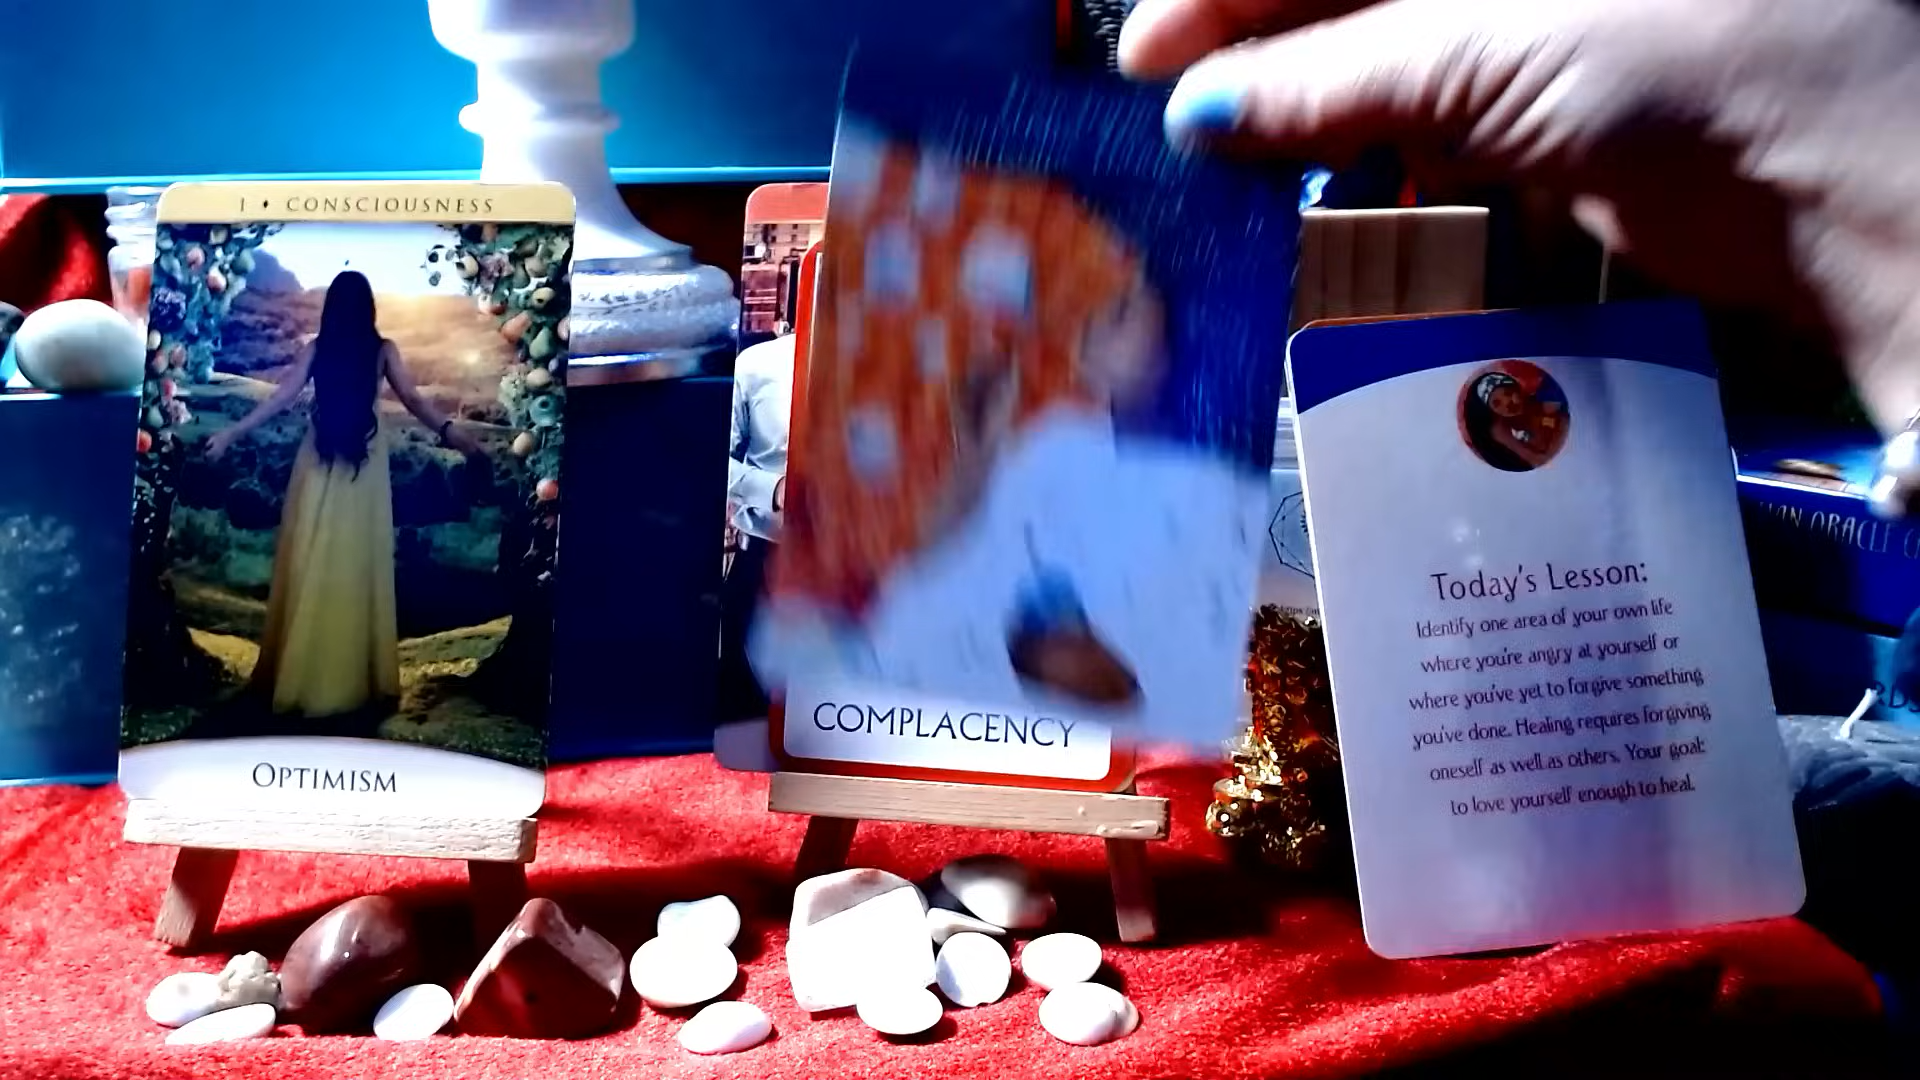 I ♦ CONSCIOUSNESS
OPTIMISM
COMPLACENCY
Today's Lesson:
Identify one area of your own life
where you're angry at yourself or
where you've yet to forgive something
you've done. Healing requires forgiving
oneself as well as others. Your goal:
to love yourself enough to heal.
ORACLE